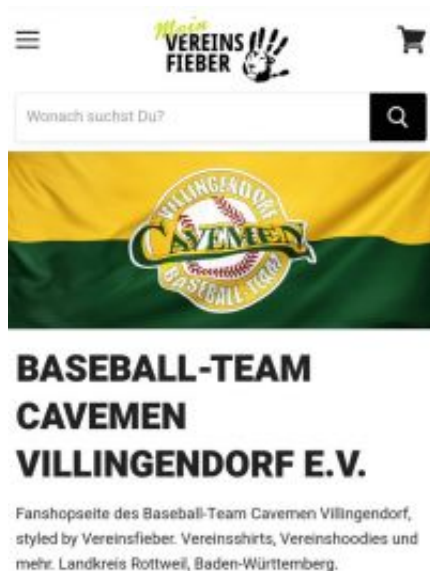 Mein
VEREINS
FIEBER
Wonach suchst Du?
VILLINGENDORF
CAVEMEN
BASEBALL-TEAM
BASEBALL-TEAM
CAVEMEN
VILLINGENDORF E.V.
Fanshopseite des Baseball-Team Cavemen Villingendorf,
styled by Vereinsfieber. Vereinsshirts, Vereinshoodies und
mehr. Landkreis Rottweil, Baden-Württemberg.